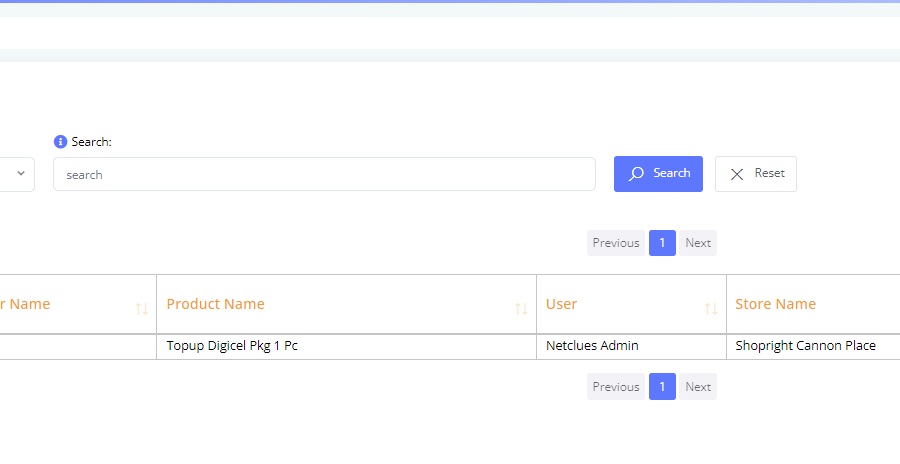 Search:
search
Search
Reset
Previous 1 Next
r Name Product Name User Store Name
Topup Digicel Pkg 1 Pc Netclues Admin Shopright Cannon Place
Previous 1 Next